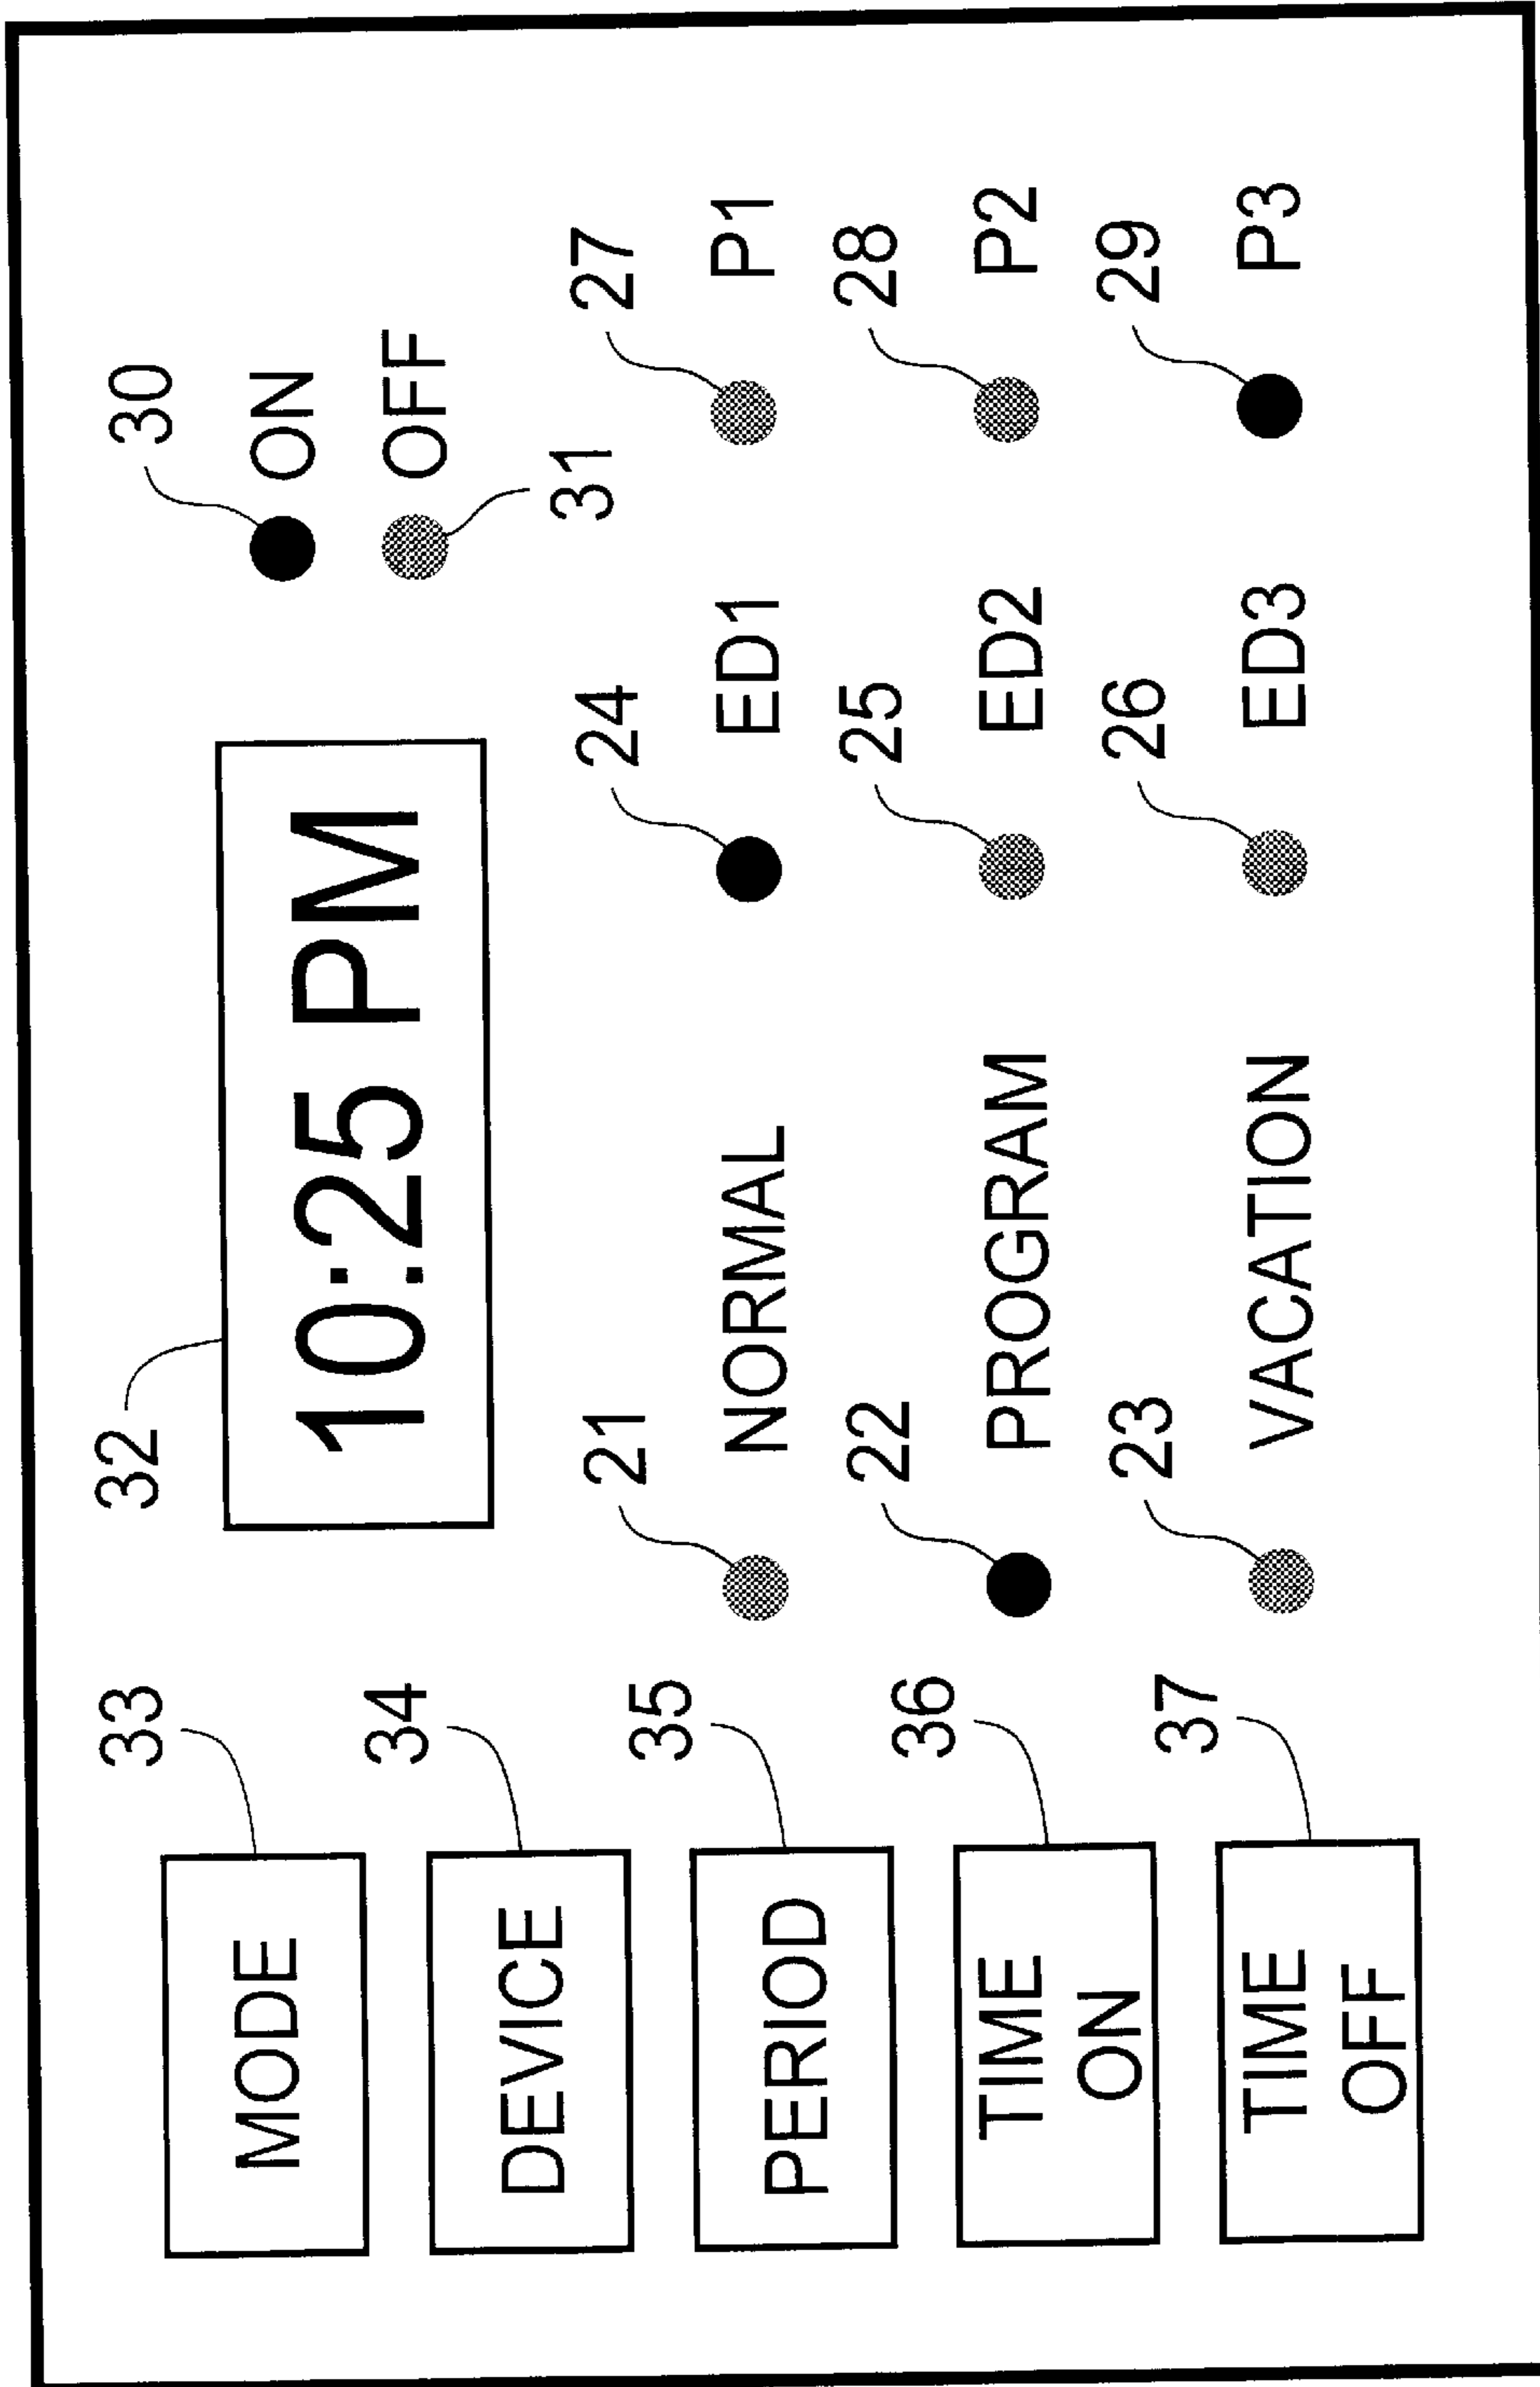 33
MODE
34
DEVICE
35
PERIOD
36
TIME
ON
37
TIME
OFF
32
10:25 PM
30
ON
OFF
31
21
NORMAL
22
PROGRAM
23
VACATION
24
ED1
25
ED2
26
ED3
27
P1
28
P2
29
P3